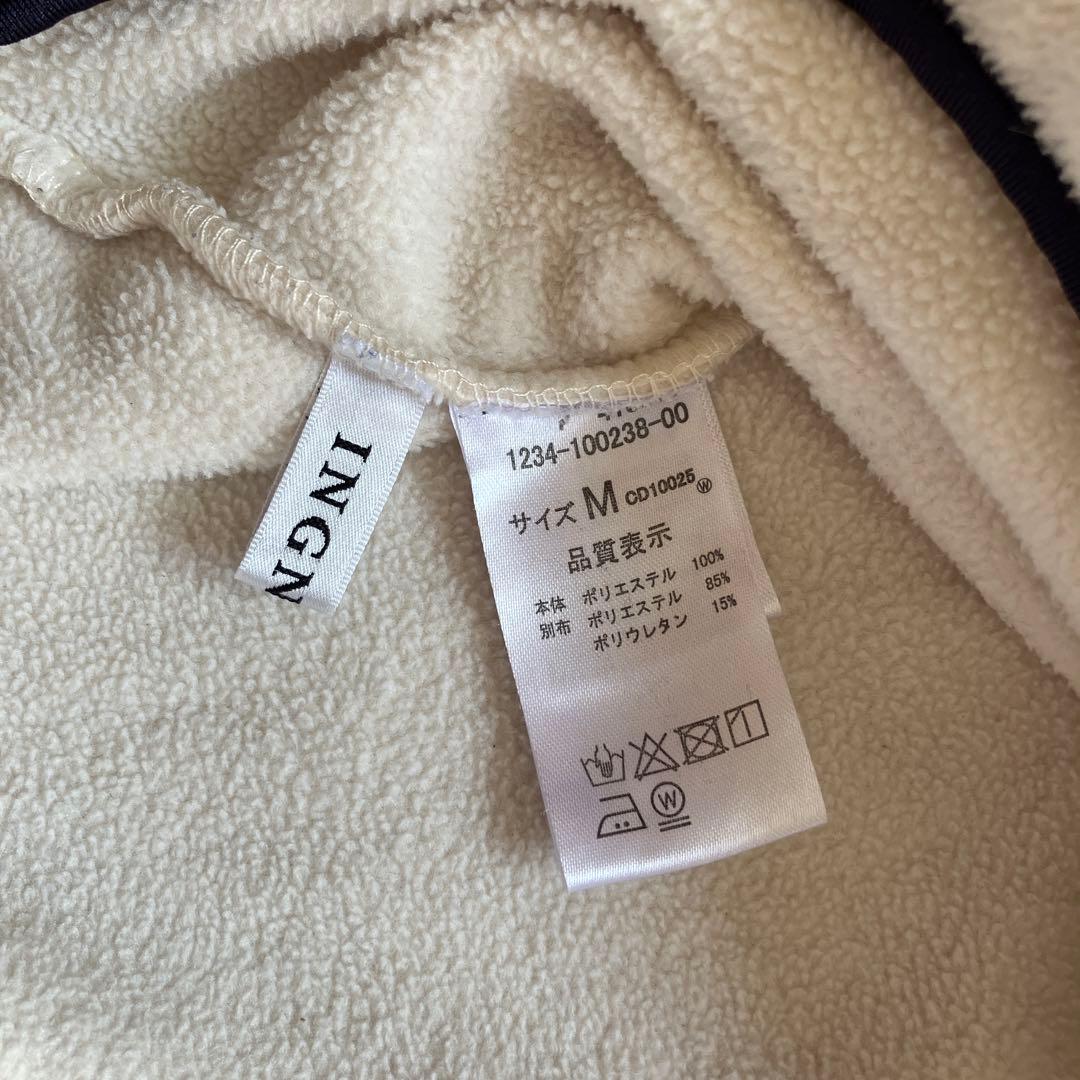 INGN
1234-100238-00
サイズ M CD10025 W
品質表示
本体 ポリエステル 100%
別布 ポリエステル 85%
ポリウレタン 15%
W